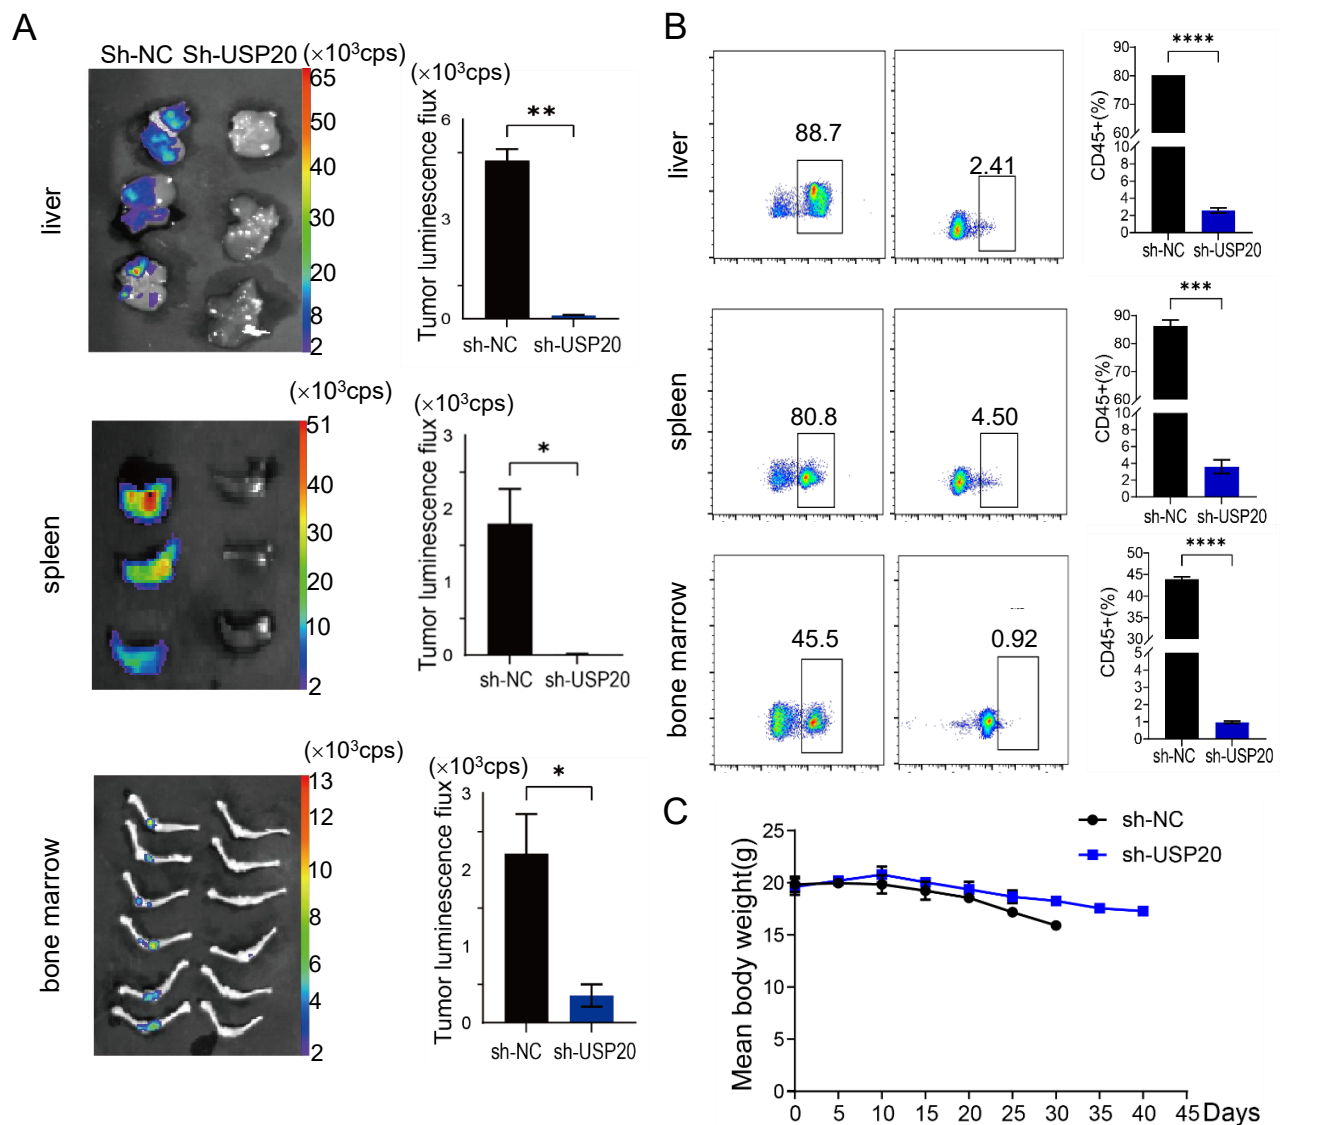 A
Sh-NC Sh-USP20 (×10³cps)
liver
65
50
40
30
20
8
2
(×10³cps)
Tumor luminescence fiux
6
3
0
**
sh-NC sh-USP20
(×10³cps)
spleen
51
40
30
20
10
2
(×10³cps)
Tumor luminescence fiux
3
2
1
0
*
sh-NC sh-USP20
(×10³cps)
bone marrow
13
12
10
8
6
4
2
(×10³cps)
Tumor luminescence fiux
3
2
1
0
*
sh-NC sh-USP20
B
liver
88.7
2.41
CD45+(%)
90
80
70
60
10
8
6
4
2
0
****
sh-NC sh-USP20
spleen
80.8
4.50
CD45+(%)
90
80
70
60
10
8
6
4
2
0
***
sh-NC sh-USP20
bone marrow
45.5
0.92
CD45+(%)
50
45
40
35
30
5
4
3
2
1
0
****
sh-NC sh-USP20
C
sh-NC
sh-USP20
Mean body weight(g)
25
20
15
10
5
0
0 5 10 15 20 25 30 35 40 45 Days